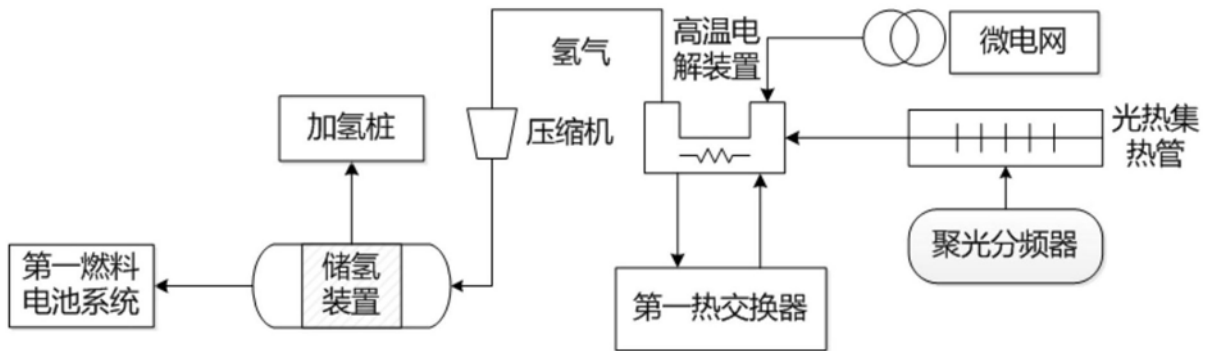 氢气
高温电
解装置
微电网
加氢桩
压缩机
光热集
热管
聚光分频器
第一燃料
电池系统
储氢
装置
第一热交换器